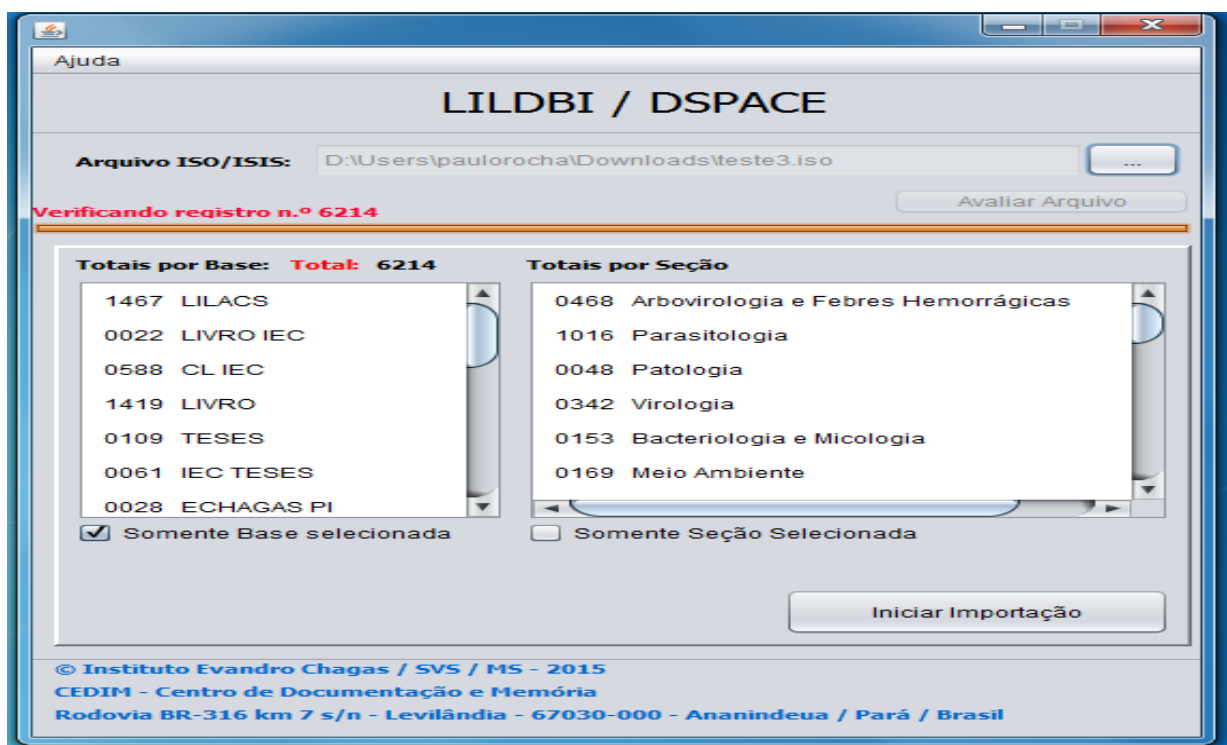 Ajuda
LILDBI / DSPACE
Arquivo ISO/ISIS: D:\Users\paulorocha\Downloads\teste3.iso ...
Verificando registro n.º 6214 Avaliar Arquivo
Totais por Base: Total: 6214 Totais por Seção
1467 LILACS 0468 Arbovirologia e Febres Hemorrágicas
0022 LIVRO IEC 1016 Parasitologia
0588 CL IEC 0048 Patologia
1419 LIVRO 0342 Virologia
0109 TESES 0153 Bacteriologia e Micologia
0061 IEC TESES 0169 Meio Ambiente
0028 ECHAGAS PI
Somente Base selecionada Somente Seção Selecionada
Iniciar Importação
© Instituto Evandro Chagas / SVS / MS - 2015
CEDIM - Centro de Documentação e Memória
Rodovia BR-316 km 7 s/n - Levilândia - 67030-000 - Ananindeua / Pará / Brasil